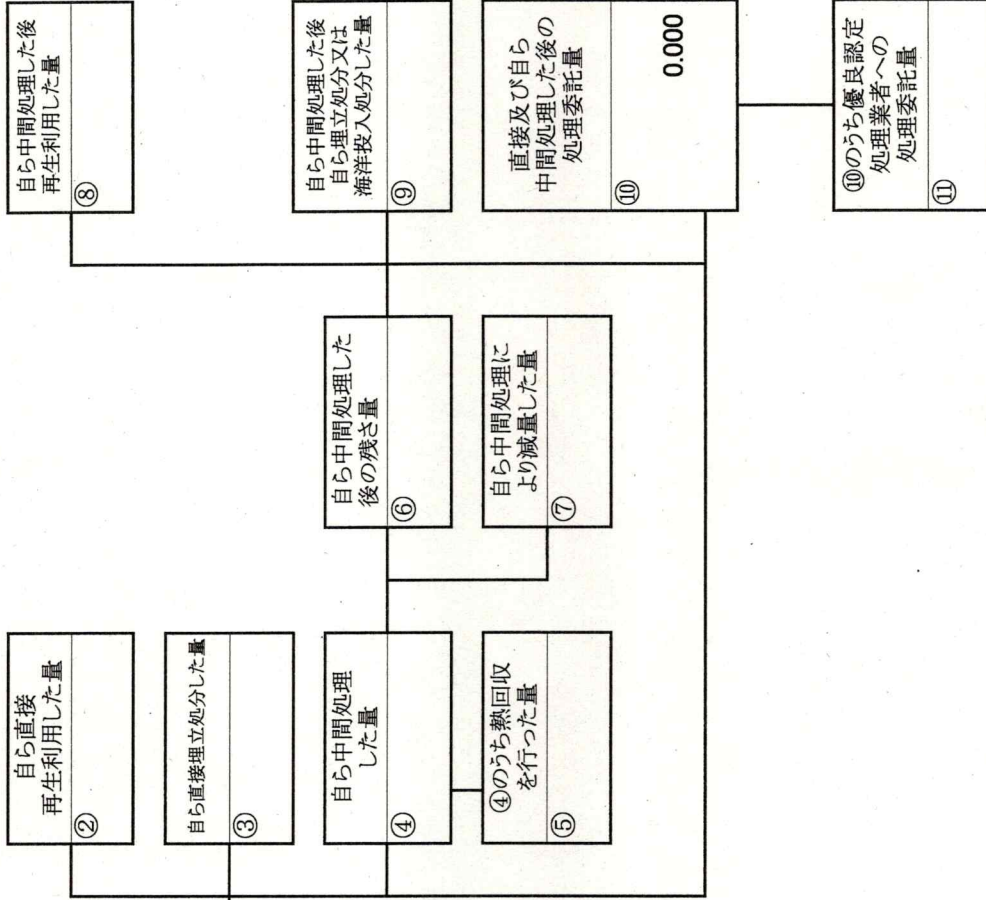 自ら直接
再生利用した量
②
自ら直接埋立処分した量
③
自ら中間処理
した量
④
④のうち熱回収
を行った量
⑤
自ら中間処理した
後の残さ量
⑥
自ら中間処理に
より減量した量
⑦
自ら中間処理した後
再生利用した量
⑧
自ら中間処理した後
自ら埋立処分又は
海洋投入処分した量
⑨
直接及び自ら
中間処理した後の
処理委託量
⑩
0.000
⑩のうち優良認定
処理業者への
処理委託量
⑪